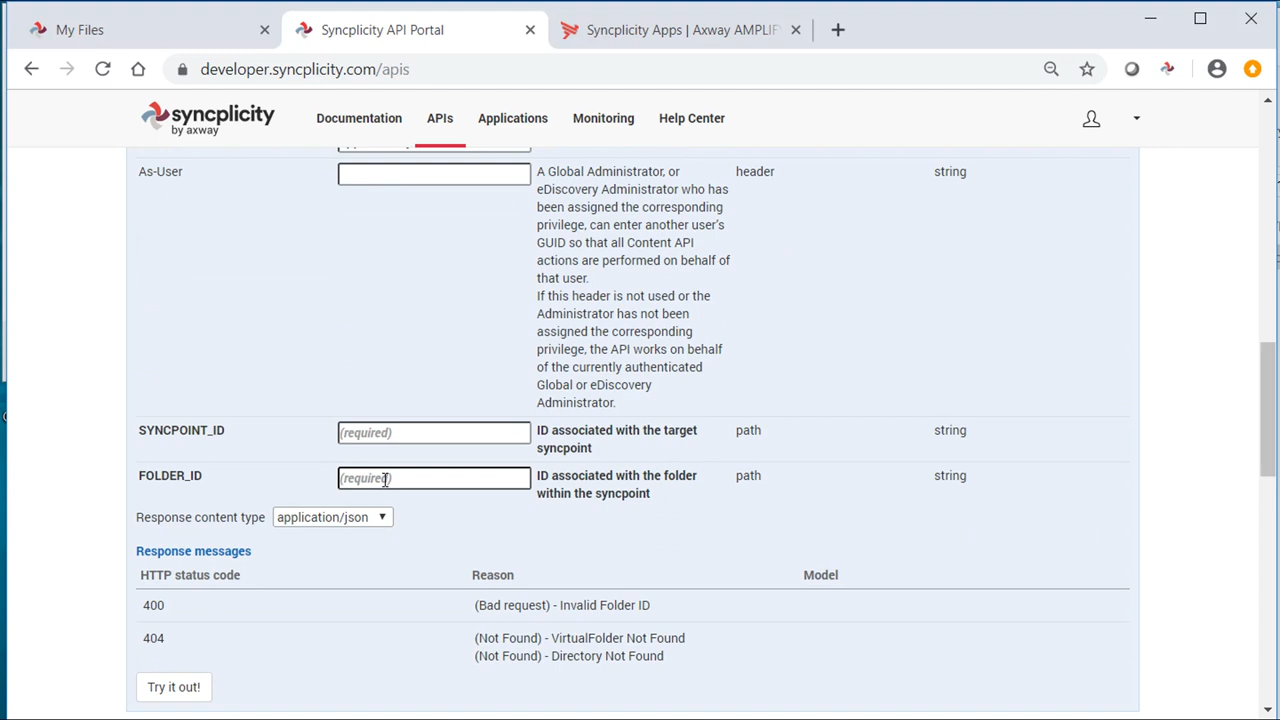 My Files
Syncplicity API Portal
Syncplicity Apps | Axway AMPLIF
developer.syncplicity.com/apis
syncplicity
by axway
Documentation
APIs
Applications
Monitoring
Help Center
As-User
A Global Administrator, or
eDiscovery Administrator who has
been assigned the corresponding
privilege, can enter another user's
GUID so that all Content API
actions are performed on behalf of
that user.
If this header is not used or the
Administrator has not been
assigned the corresponding
privilege, the API works on behalf
of the currently authenticated
Global or eDiscovery
Administrator.
header
string
SYNCPOINT_ID
(required)
ID associated with the target
syncpoint
path
string
FOLDER_ID
(required)
ID associated with the folder
within the syncpoint
path
string
Response content type
application/json
Response messages
HTTP status code
Reason
Model
400
(Bad request) - Invalid Folder ID
404
(Not Found) - VirtualFolder Not Found
(Not Found) - Directory Not Found
Try it out!